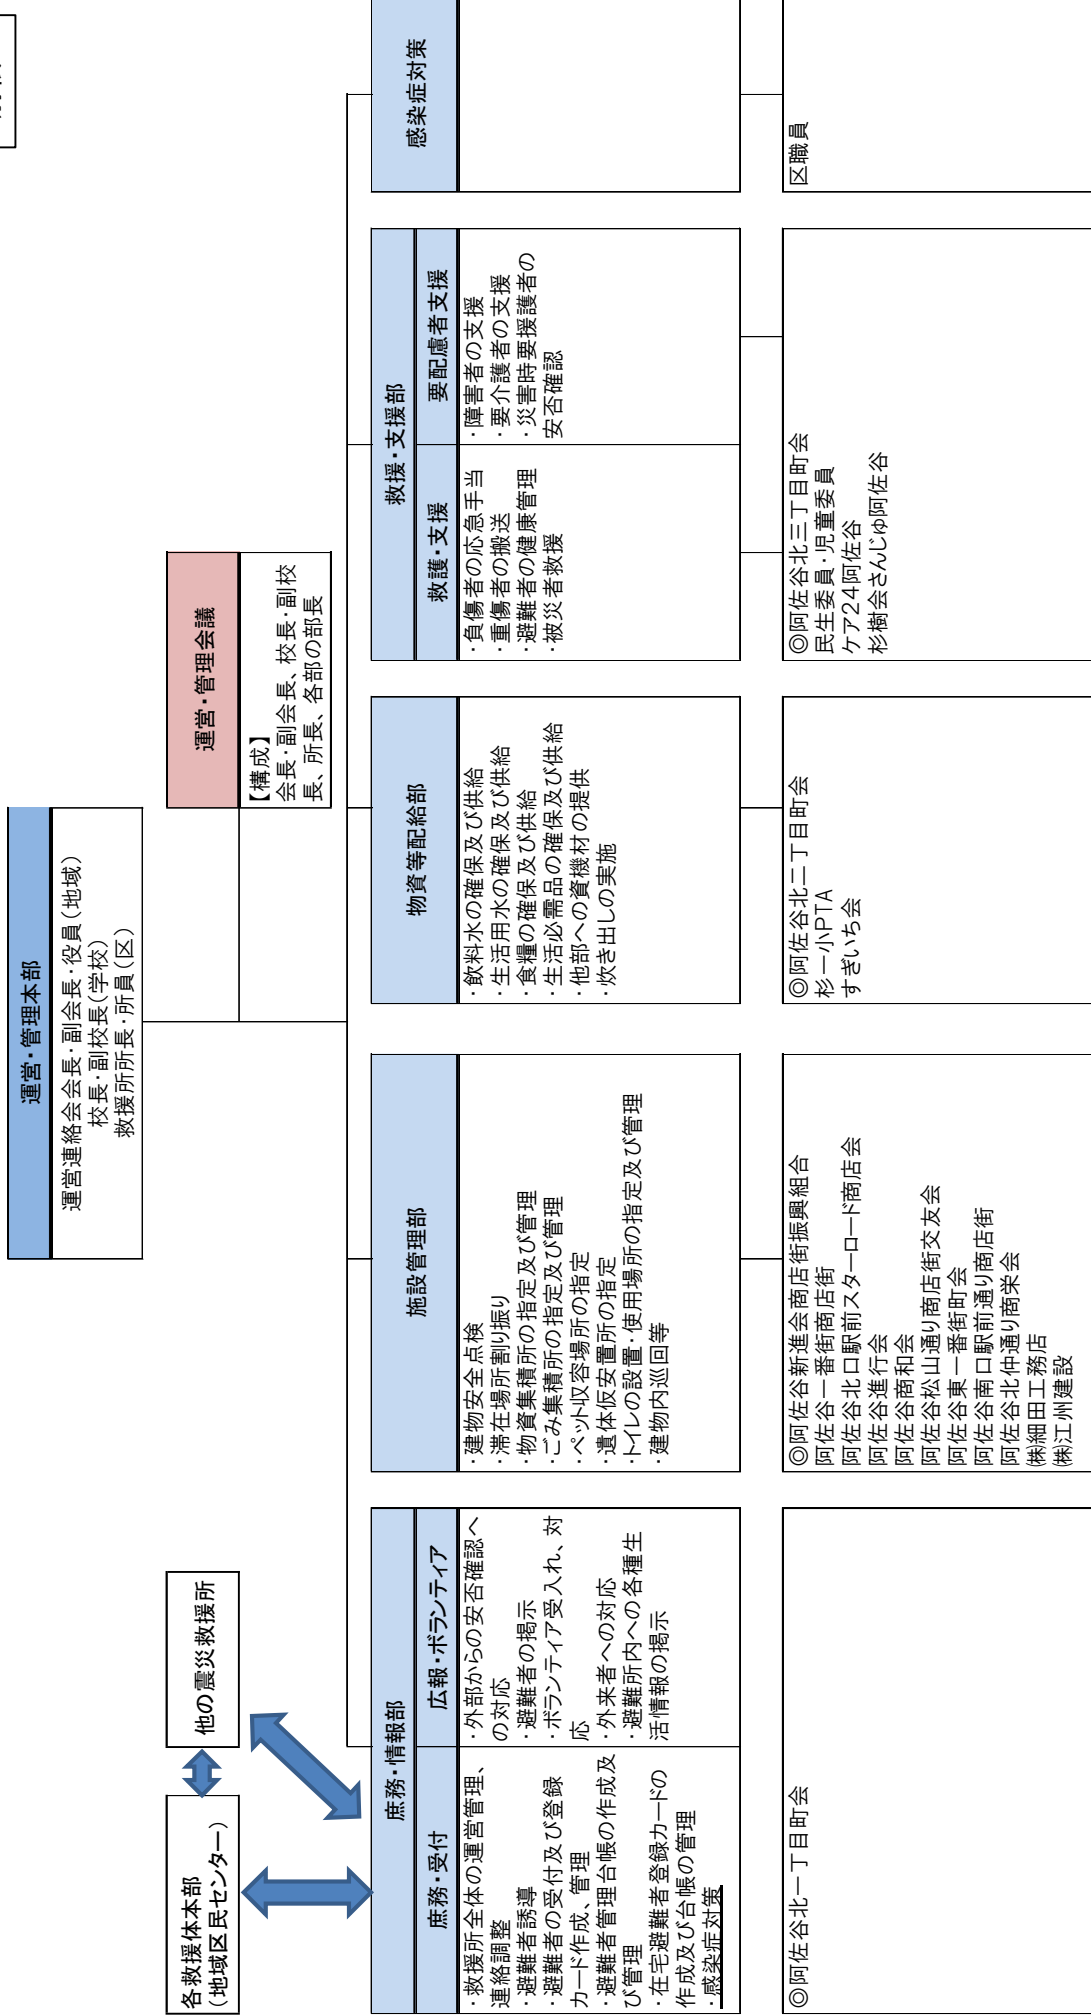 運営・管理本部
運営連絡会会長・副会長・役員(地域)
校長・副校長(学校)
救援所所長・所員(区)
運営・管理会議
【構成】
会長・副会長、校長・副校
長、所長、各部の部長
各救援体本部
(地域区民センター)
他の震災救援所
庶務・情報部
庶務・受付
・救援所全体の運営管理、
連絡調整
・避難者誘導
・避難者の受付及び登録
カード作成、管理
・避難者管理台帳の作成及
び管理
・在宅避難者登録カードの
作成及び台帳の管理
・感染症対策
広報・ボランティア
・外部からの安否確認へ
の対応
・避難者の掲示
・ボランティア受入れ、対
応
・外来者への対応
・避難所内への各種生
活情報の掲示
◎阿佐谷北一丁目町会
施設管理部
・建物安全点検
・滞在場所割り振り
・物資集積所の指定及び管理
・ごみ集積所の指定及び管理
・ペット収容場所の指定
・遺体仮安置所の指定
・トイレの設置・使用場所の指定及び管理
・建物内巡回等
◎阿佐谷新進会商店街振興組合
阿佐谷一番街商店街
阿佐谷北口駅前スターロード商店会
阿佐谷進行会
阿佐谷商和会
阿佐谷松山通り商店街交友会
阿佐谷東一番街町会
阿佐谷南口駅前通り商店街
阿佐谷北仲通り商栄会
㈱細田工務店
㈱江州建設
物資等配給部
・飲料水の確保及び供給
・生活用水の確保及び供給
・食糧の確保及び供給
・生活必需品の確保及び供給
・他部への資機材の提供
・炊き出しの実施
◎阿佐谷北二丁目町会
杉一小PTA
すぎいち会
救援・支援部
救護・支援
・負傷者の応急手当
・重傷者の搬送
・避難者の健康管理
・被災者救援
要配慮者支援
・障害者の支援
・要介護者の支援
・災害時要援護者の
安否確認
◎阿佐谷北三丁目町会
民生委員・児童委員
ケア24阿佐谷
杉樹会さんじゅ阿佐谷
感染症対策
区職員